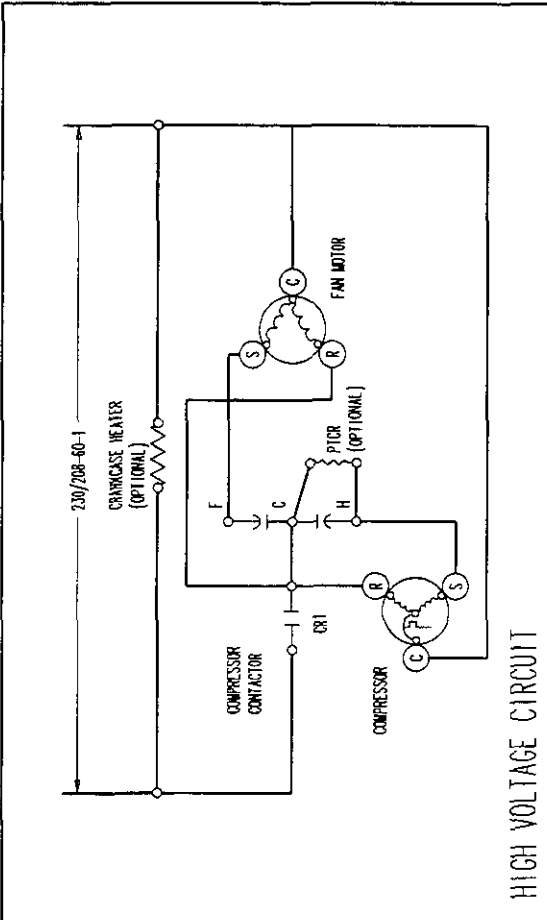 230/208-60-1
CRANKCASE HEATER
(OPTIONAL)
F
S
C
FAN MOTOR
R
C
PTCR
(OPTIONAL)
H
COMPRESSOR
CONTACTOR
CR1
R
S
C
COMPRESSOR
HIGH VOLTAGE CIRCUIT